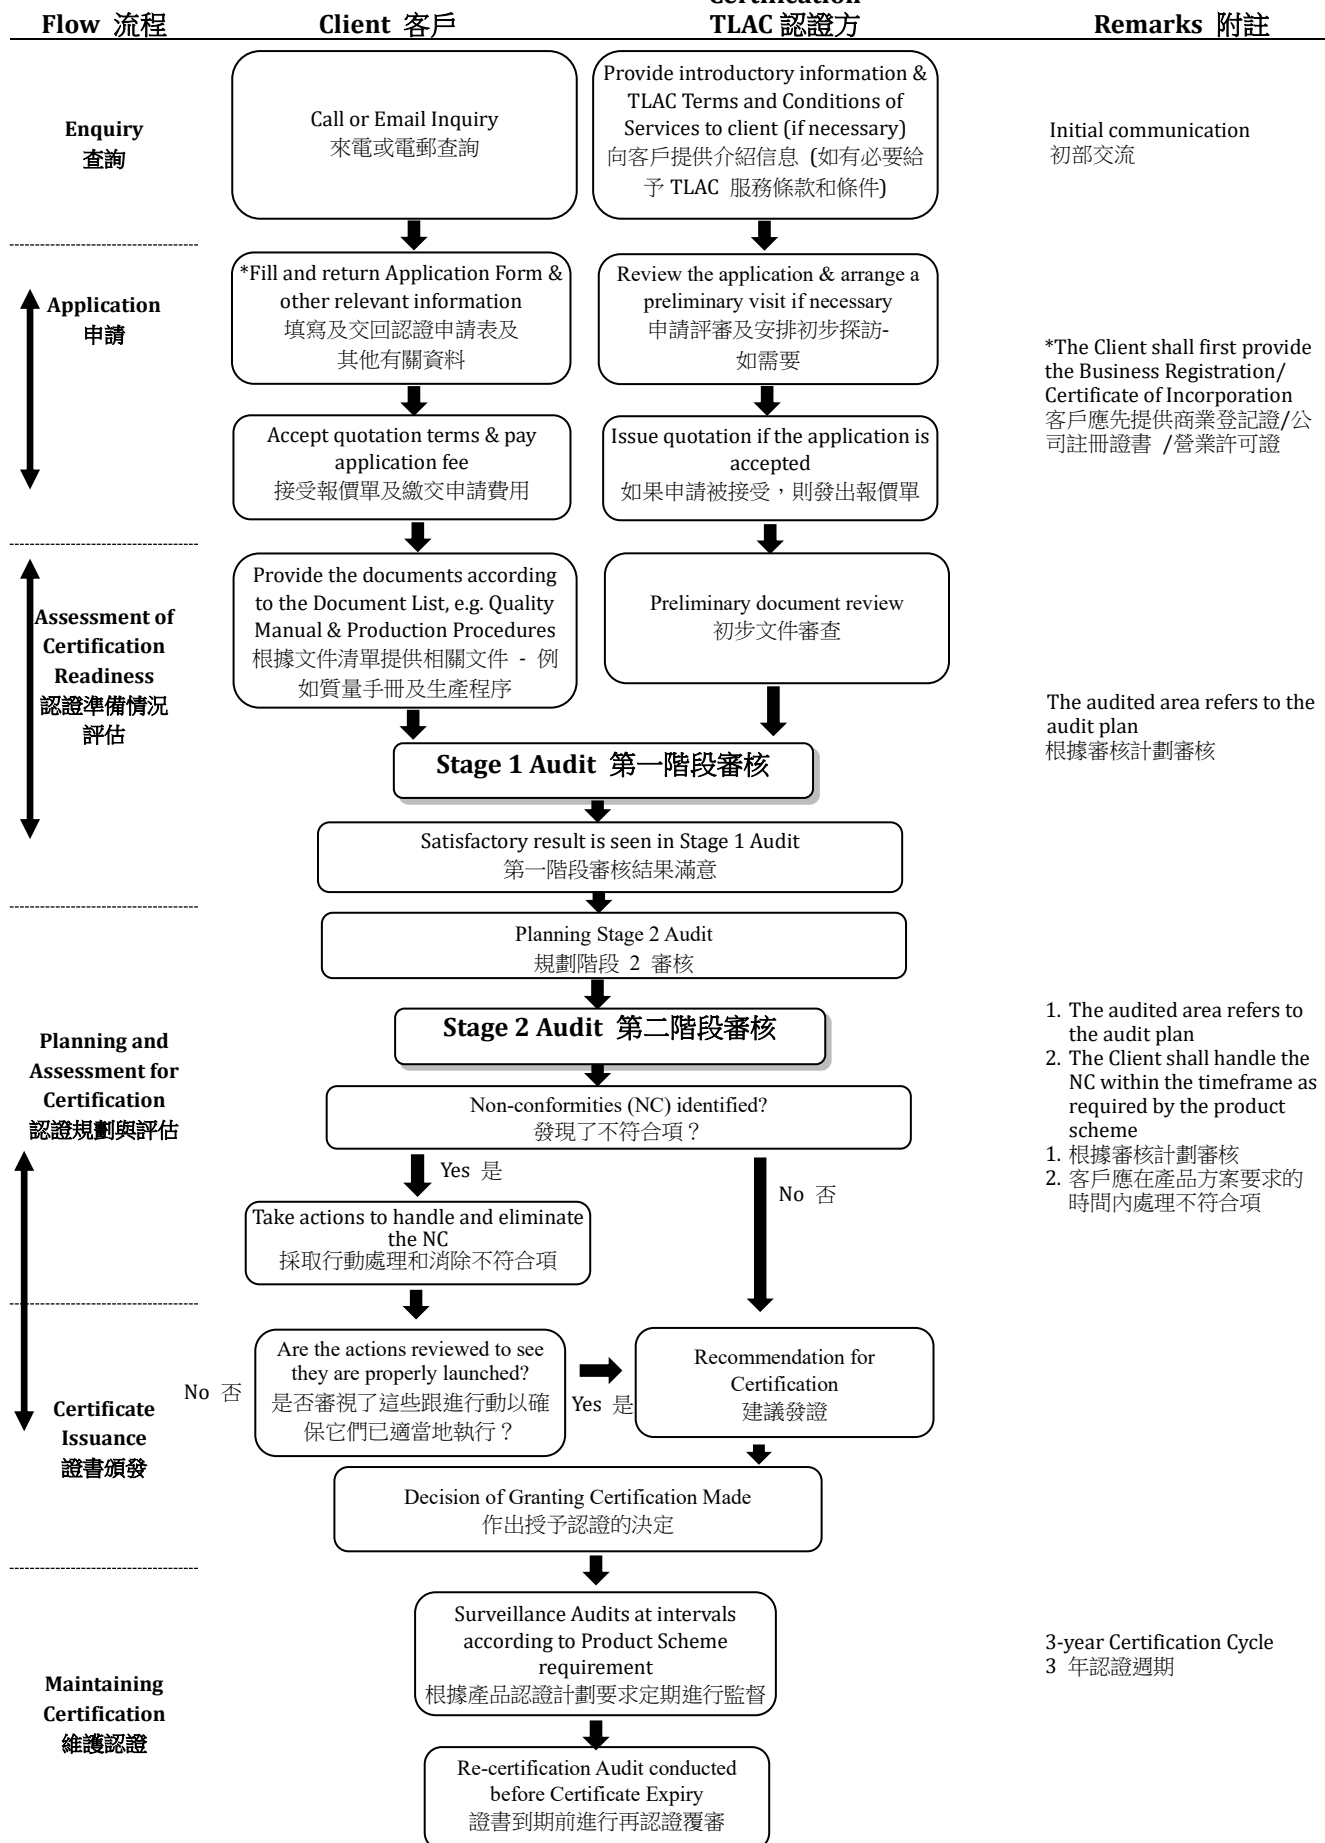 Certification
Flow 流程
Client 客戶
TLAC 認證方
Remarks 附註
Enquiry
查詢
Call or Email Inquiry
來電或電郵查詢
Provide introductory information &
TLAC Terms and Conditions of
Services to client (if necessary)
向客戶提供介紹信息 (如有必要給
予 TLAC 服務條款和條件)
Initial communication
初部交流
Application
申請
*Fill and return Application Form &
other relevant information
填寫及交回認證申請表及
其他有關資料
Review the application & arrange a
preliminary visit if necessary
申請評審及安排初步探訪-
如需要
*The Client shall first provide
the Business Registration/
Certificate of Incorporation
客戶應先提供商業登記證/公
司註冊證書 /營業許可證
Accept quotation terms & pay
application fee
接受報價單及繳交申請費用
Issue quotation if the application is
accepted
如果申請被接受，則發出報價單
Assessment of
Certification
Readiness
認證準備情況
評估
Provide the documents according
to the Document List, e.g. Quality
Manual & Production Procedures
根據文件清單提供相關文件 - 例
如質量手冊及生產程序
Preliminary document review
初步文件審查
The audited area refers to the
audit plan
根據審核計劃審核
Stage 1 Audit 第一階段審核
Satisfactory result is seen in Stage 1 Audit
第一階段審核結果滿意
Planning Stage 2 Audit
規劃階段 2 審核
Stage 2 Audit 第二階段審核
Planning and
Assessment for
Certification
認證規劃與評估
1. The audited area refers to
the audit plan
2. The Client shall handle the
NC within the timeframe as
required by the product
scheme
1. 根據審核計劃審核
2. 客戶應在產品方案要求的
時間內處理不符合項
Non-conformities (NC) identified?
發現了不符合項？
Yes 是
No 否
Take actions to handle and eliminate
the NC
採取行動處理和消除不符合項
Certificate
Issuance
證書頒發
No 否
Are the actions reviewed to see
they are properly launched?
是否審視了這些跟進行動以確
保它們已適當地執行？
Yes 是
Recommendation for
Certification
建議發證
Decision of Granting Certification Made
作出授予認證的決定
Maintaining
Certification
維護認證
Surveillance Audits at intervals
according to Product Scheme
requirement
根據產品認證計劃要求定期進行監督
3-year Certification Cycle
3 年認證週期
Re-certification Audit conducted
before Certificate Expiry
證書到期前進行再認證覆審